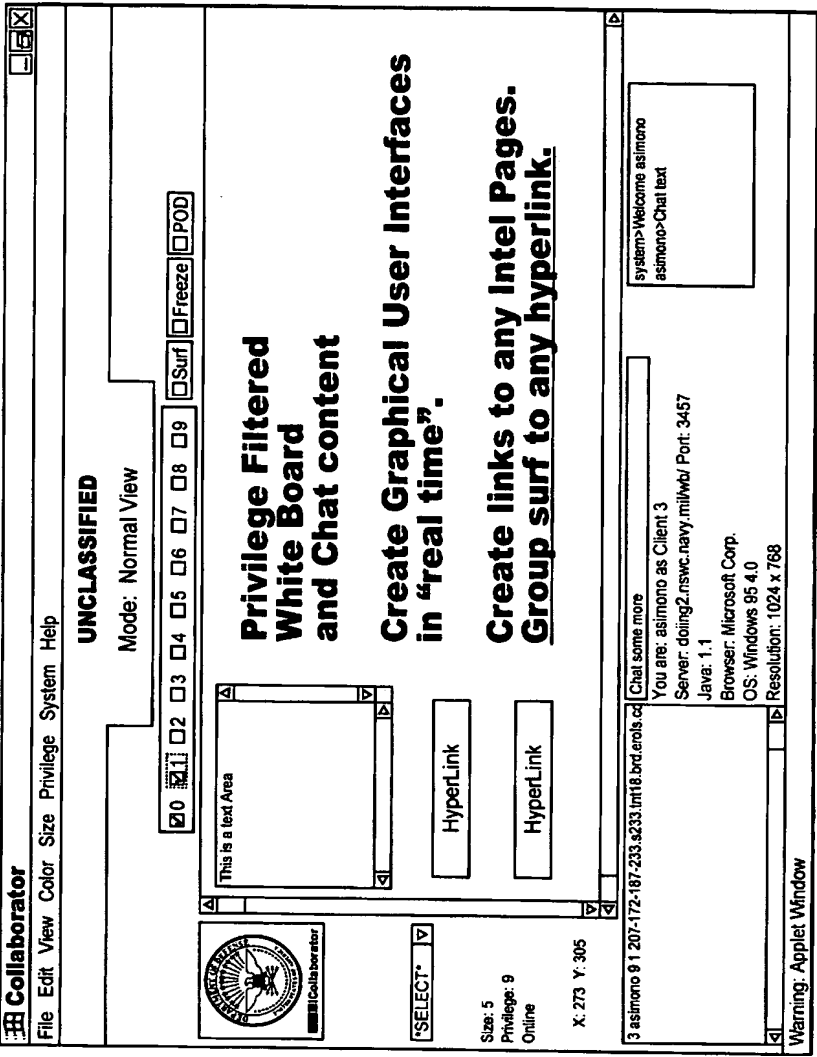 Collaborator
File Edit View Color Size Privilege System Help
UNCLASSIFIED
Mode: Normal View
0 1 2 3 4 5 6 7 8 9 Surf Freeze POD
DEPARTMENT OF DEFENSE
Collaborator
*SELECT*
Size: 5
Privilege: 9
Online
X: 273 Y: 305
This is a text Area
HyperLink
HyperLink
Privilege Filtered
White Board
and Chat content
Create Graphical User Interfaces
in “real time”.
Create links to any Intel Pages.
Group surf to any hyperlink.
3 asimono 9 1 207-172-187-233.s233.tnt18.brd.erols.co
Chat some more
You are: asimono as Client 3
Server: doiing2.nswc.navy.mil/wb/ Port: 3457
Java: 1.1
Browser: Microsoft Corp.
OS: Windows 95 4.0
Resolution: 1024 x 768
system>Welcome asimono
asimono>Chat text
Warning: Applet Window